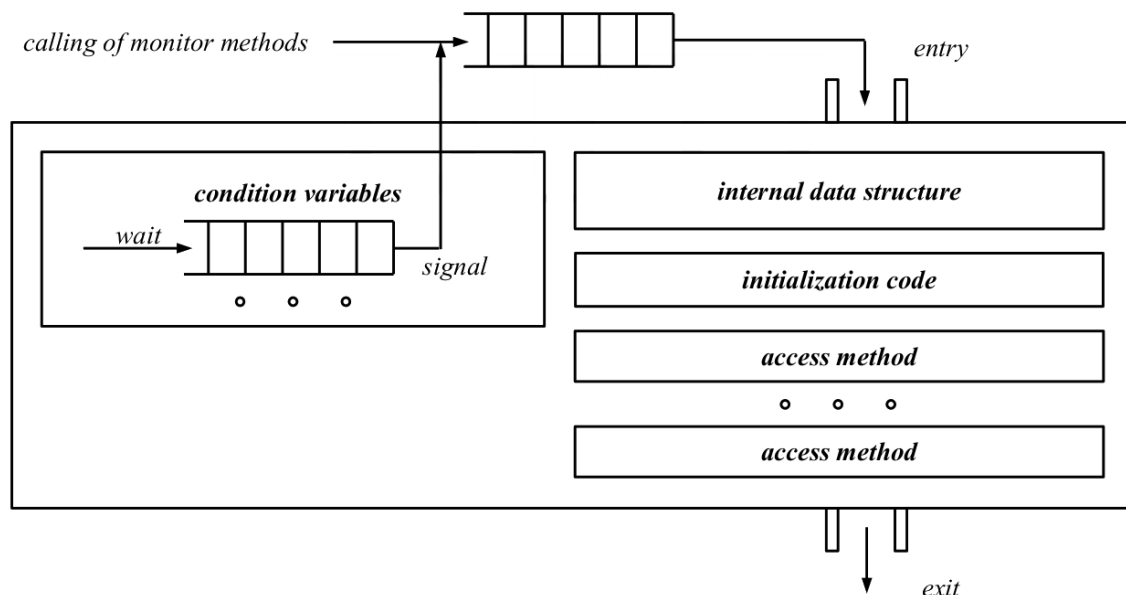 calling of monitor methods
entry
condition variables
internal data structure
wait
signal
initialization code
access method
access method
exit